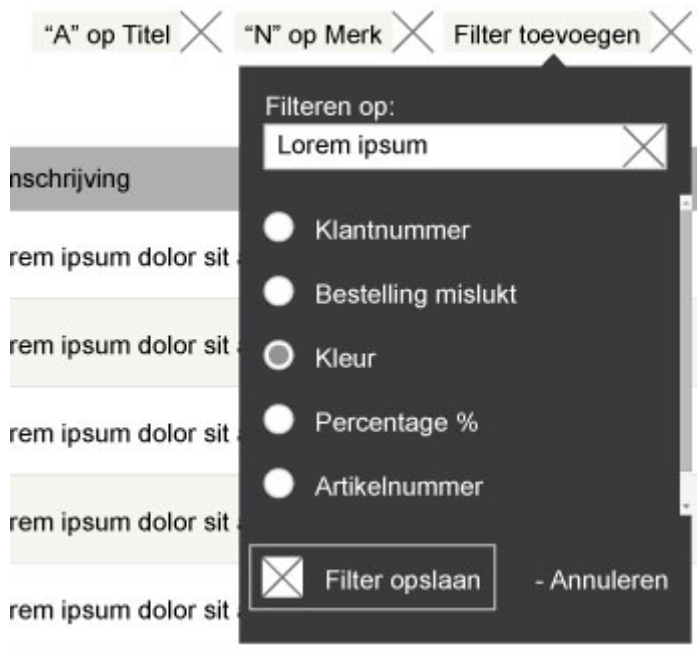 “A” op Titel
“N” op Merk
Filter toevoegen
Filteren op:
Lorem ipsum
mschrijving
Klantnummer
rem ipsum dolor sit a
Bestelling mislukt
rem ipsum dolor sit a
Kleur
rem ipsum dolor sit a
Percentage %
rem ipsum dolor sit a
Artikelnummer
rem ipsum dolor sit a
Filter opslaan
- Annuleren